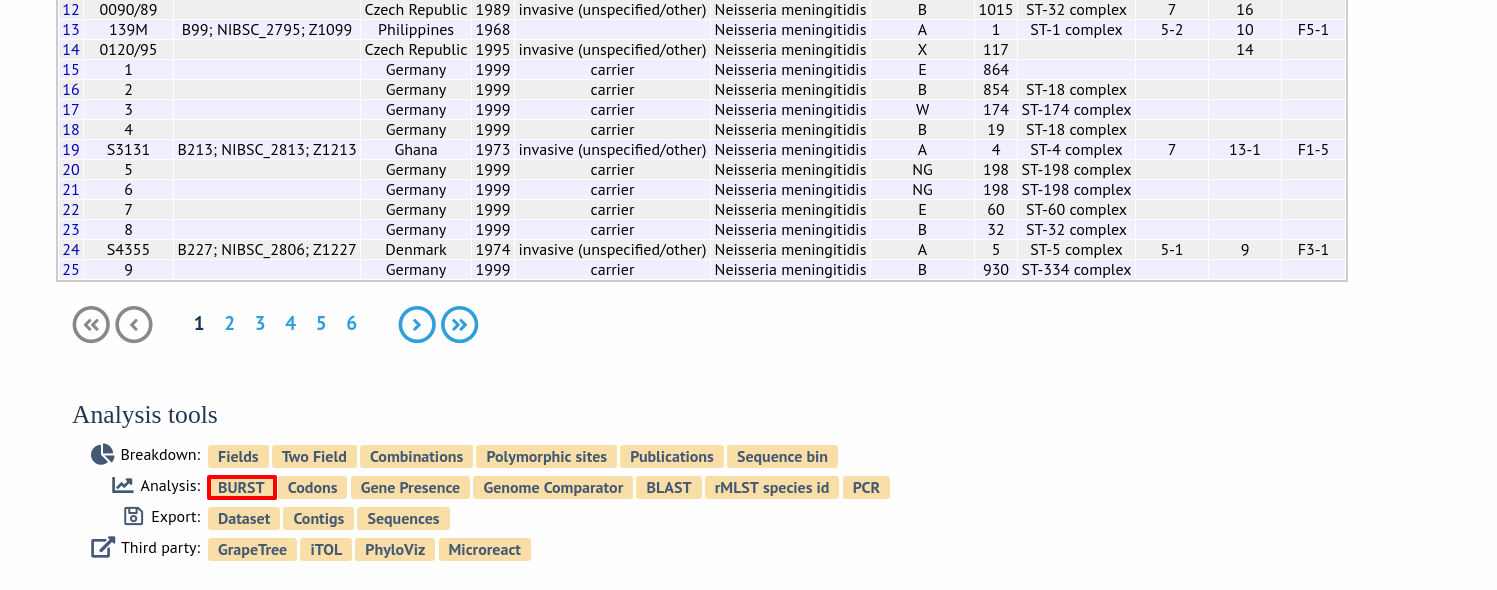 12 0090/89 Czech Republic 1989 invasive (unspecified/other) Neisseria meningitidis B 1015 ST-32 complex 7 16
13 139M B99; NIBSC_2795; Z1099 Philippines 1968 Neisseria meningitidis A 1 ST-1 complex 5-2 10 F5-1
14 0120/95 Czech Republic 1995 invasive (unspecified/other) Neisseria meningitidis X 117 14
15 1 Germany 1999 carrier Neisseria meningitidis E 864
16 2 Germany 1999 carrier Neisseria meningitidis B 854 ST-18 complex
17 3 Germany 1999 carrier Neisseria meningitidis W 174 ST-174 complex
18 4 Germany 1999 carrier Neisseria meningitidis B 19 ST-18 complex
19 S3131 B213; NIBSC_2813; Z1213 Ghana 1973 invasive (unspecified/other) Neisseria meningitidis A 4 ST-4 complex 7 13-1 F1-5
20 5 Germany 1999 carrier Neisseria meningitidis NG 198 ST-198 complex
21 6 Germany 1999 carrier Neisseria meningitidis NG 198 ST-198 complex
22 7 Germany 1999 carrier Neisseria meningitidis E 60 ST-60 complex
23 8 Germany 1999 carrier Neisseria meningitidis B 32 ST-32 complex
24 S4355 B227; NIBSC_2806; Z1227 Denmark 1974 invasive (unspecified/other) Neisseria meningitidis A 5 ST-5 complex 5-1 9 F3-1
25 9 Germany 1999 carrier Neisseria meningitidis B 930 ST-334 complex
1 2 3 4 5 6
Analysis tools
Breakdown: Fields Two Field Combinations Polymorphic sites Publications Sequence bin
Analysis: BURST Codons Gene Presence Genome Comparator BLAST rMLST species id PCR
Export: Dataset Contigs Sequences
Third party: GrapeTree iTOL PhyloViz Microreact